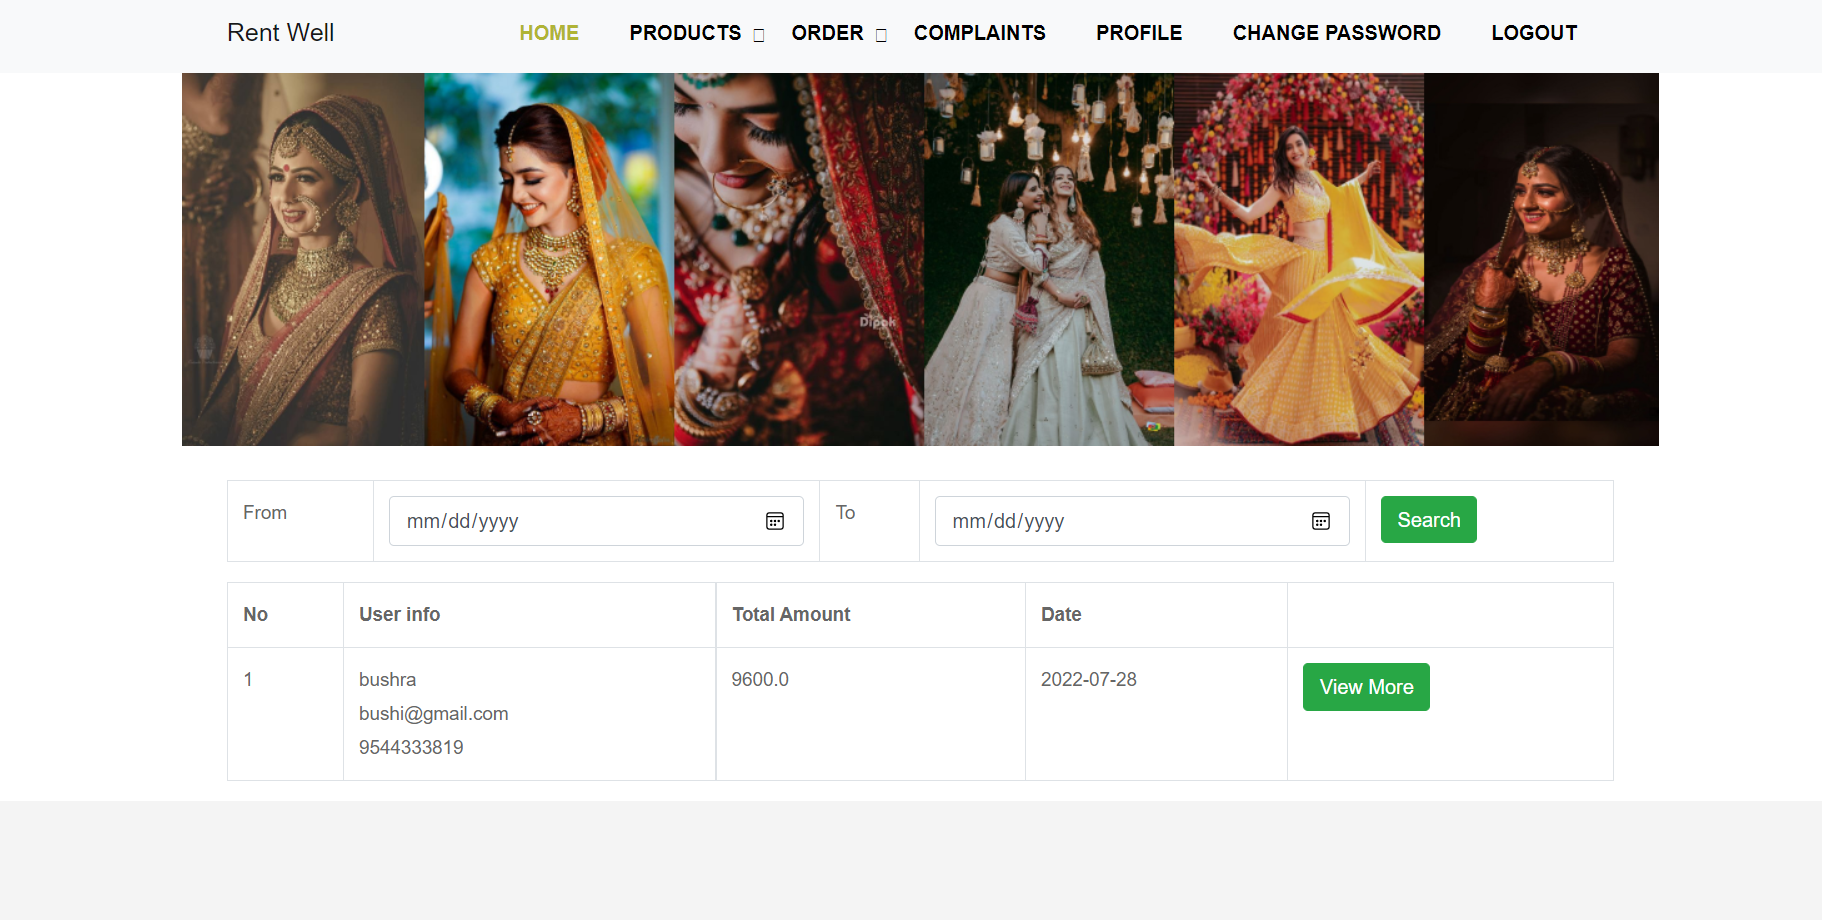 Rent Well
HOME PRODUCTS ORDER COMPLAINTS PROFILE CHANGE PASSWORD LOGOUT
Dipak
From mm/dd/yyyy To mm/dd/yyyy Search
No User info Total Amount Date
1 bushra 9600.0 2022-07-28 View More
bushi@gmail.com
9544333819